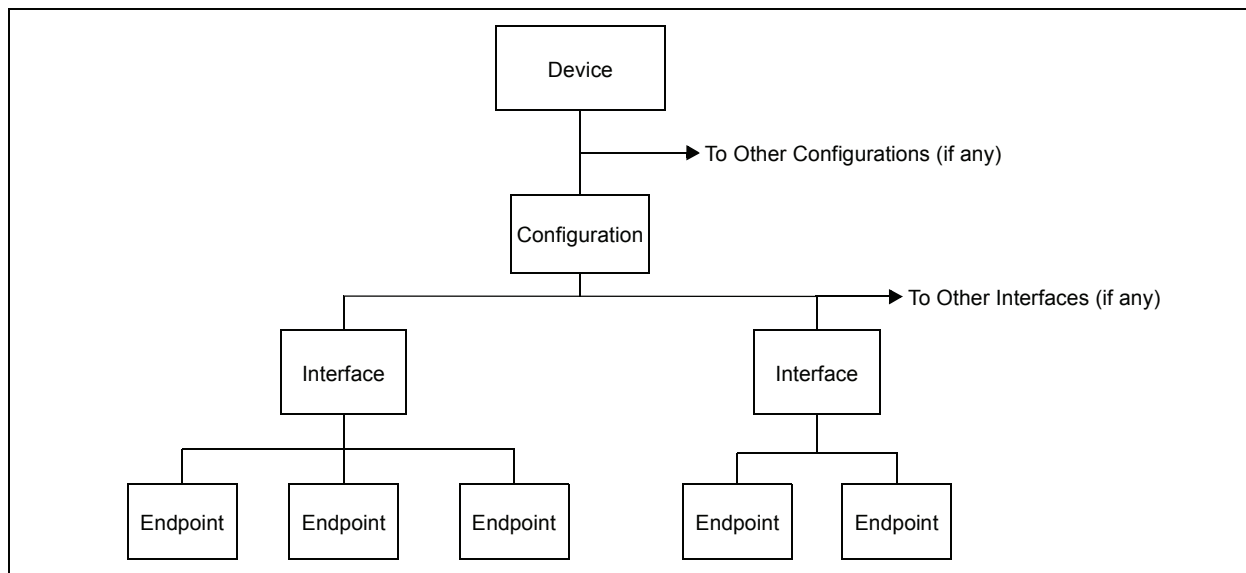 Device
To Other Configurations (if any)
Configuration
To Other Interfaces (if any)
Interface
Interface
Endpoint
Endpoint
Endpoint
Endpoint
Endpoint